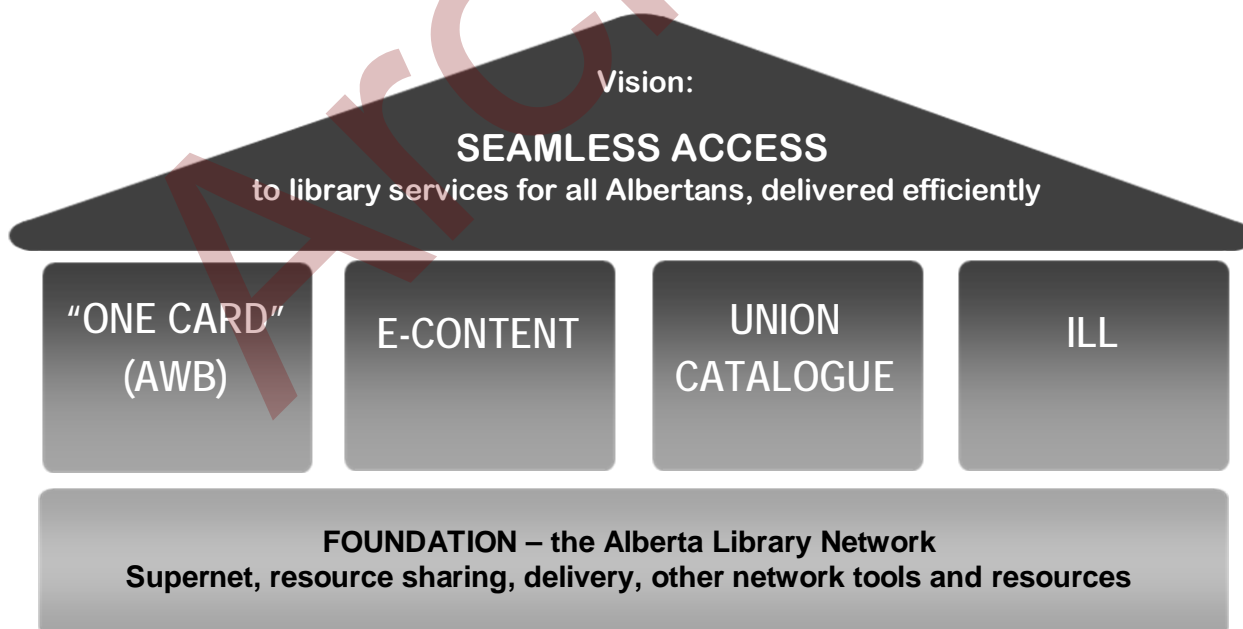 Vision:
SEAMLESS ACCESS
to library services for all Albertans, delivered efficiently
"ONE CARD"
(AWB)
E-CONTENT
UNION
CATALOGUE
ILL
FOUNDATION – the Alberta Library Network
Supernet, resource sharing, delivery, other network tools and resources